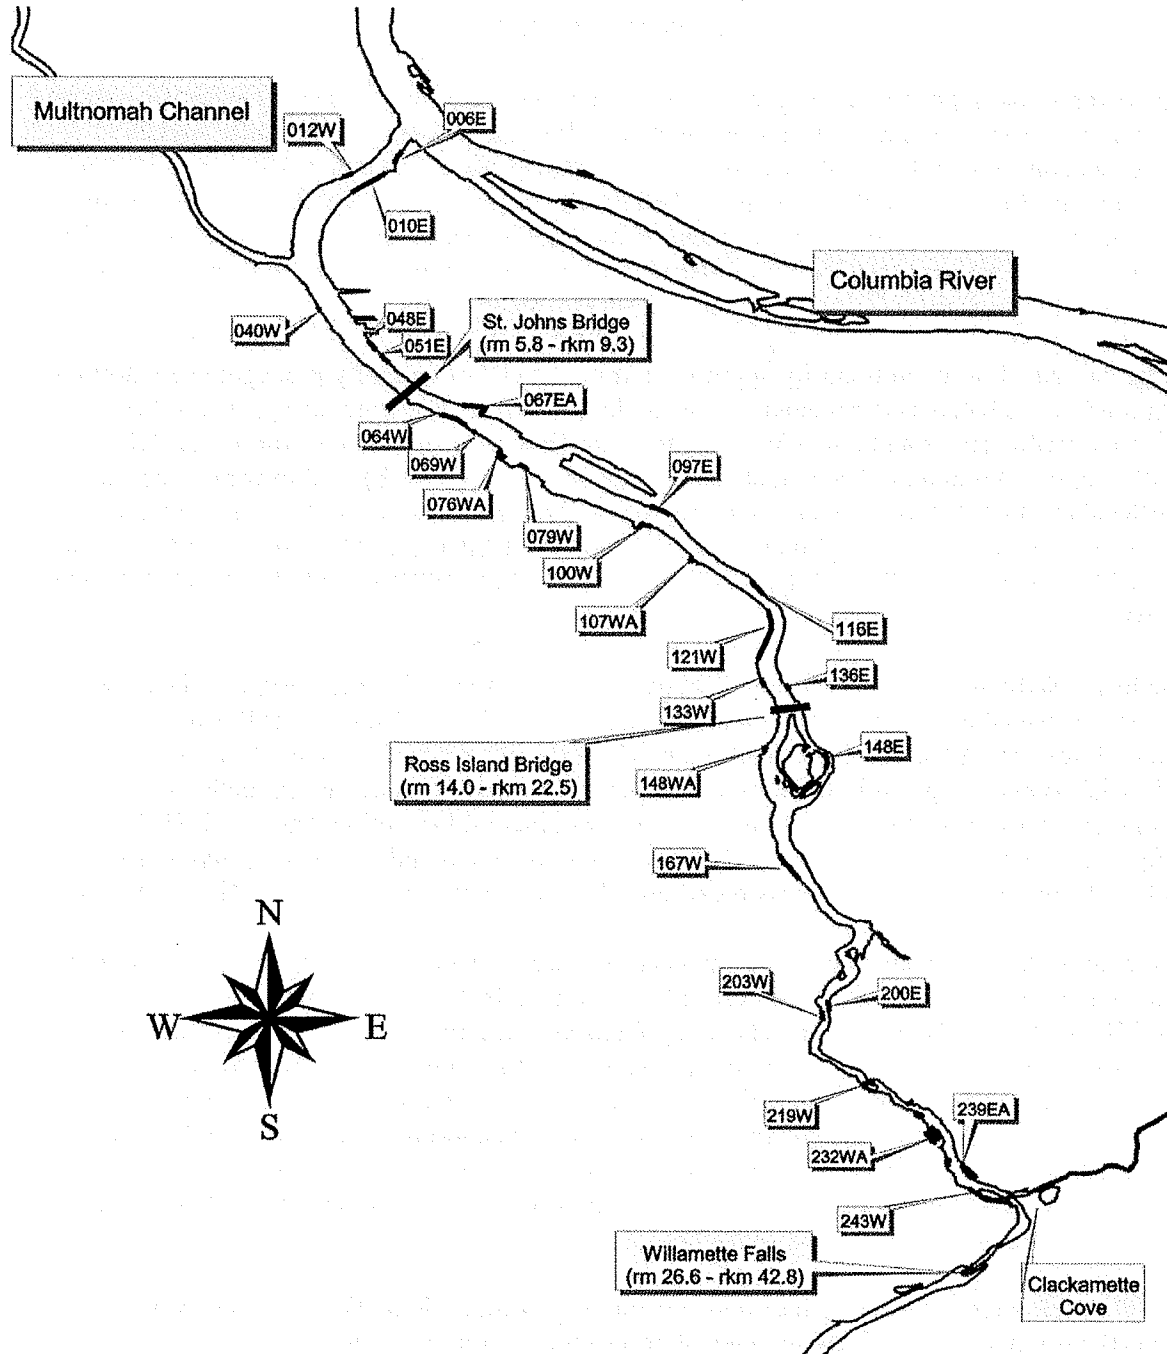 Multnomah Channel
012W
006E
010E
Columbia River
040W
048E
051E
St. Johns Bridge
(rm 5.8 - rkm 9.3)
067EA
064W
069W
076WA
079W
097E
100W
107WA
116E
121W
136E
133W
Ross Island Bridge
(rm 14.0 - rkm 22.5)
148E
148WA
167W
N
W
E
S
203W
200E
219W
239EA
232WA
243W
Willamette Falls
(rm 26.6 - rkm 42.8)
Clackamette
Cove